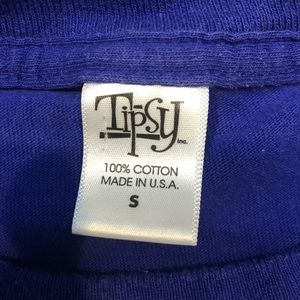 Tipsy inc.
100% COTTON
MADE IN U.S.A.
S